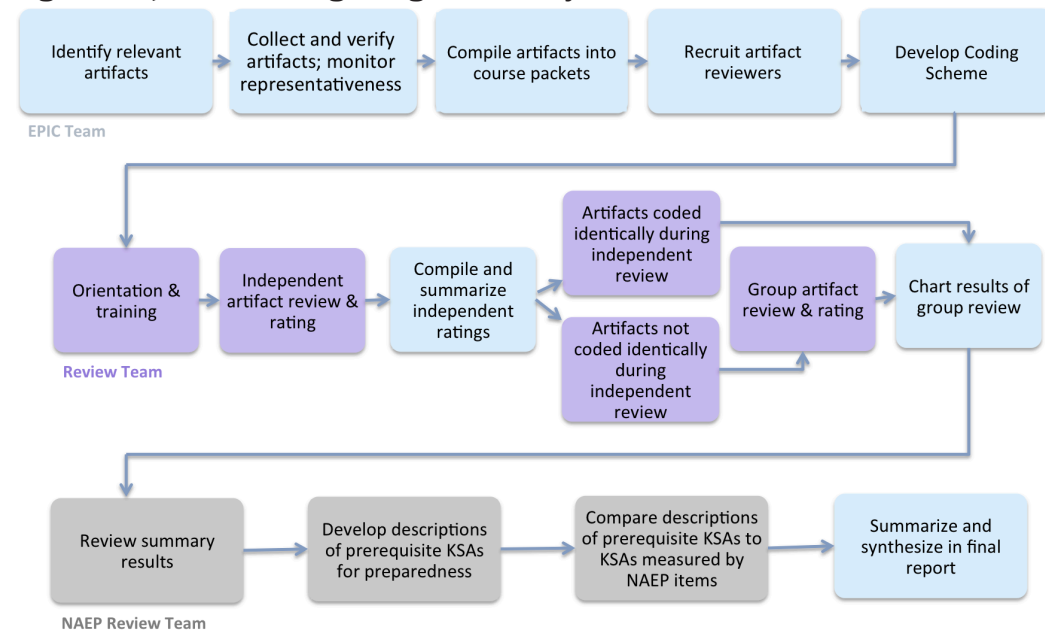 Identify relevant
artifacts
Collect and verify
artifacts; monitor
representativeness
Compile artifacts into
course packets
Recruit artifact
reviewers
Develop Coding
Scheme
EPIC Team
Orientation &
training
Independent
artifact review &
rating
Compile and
summarize
independent
ratings
Artifacts coded
identically during
independent
review
Artifacts not
coded identically
during
independent
review
Group artifact
review & rating
Chart results of
group review
Review Team
Review summary
results
Develop descriptions
of prerequisite KSAs
for preparedness
Compare descriptions
of prerequisite KSAs to
KSAs measured by
NAEP items
Summarize and
synthesize in final
report
NAEP Review Team